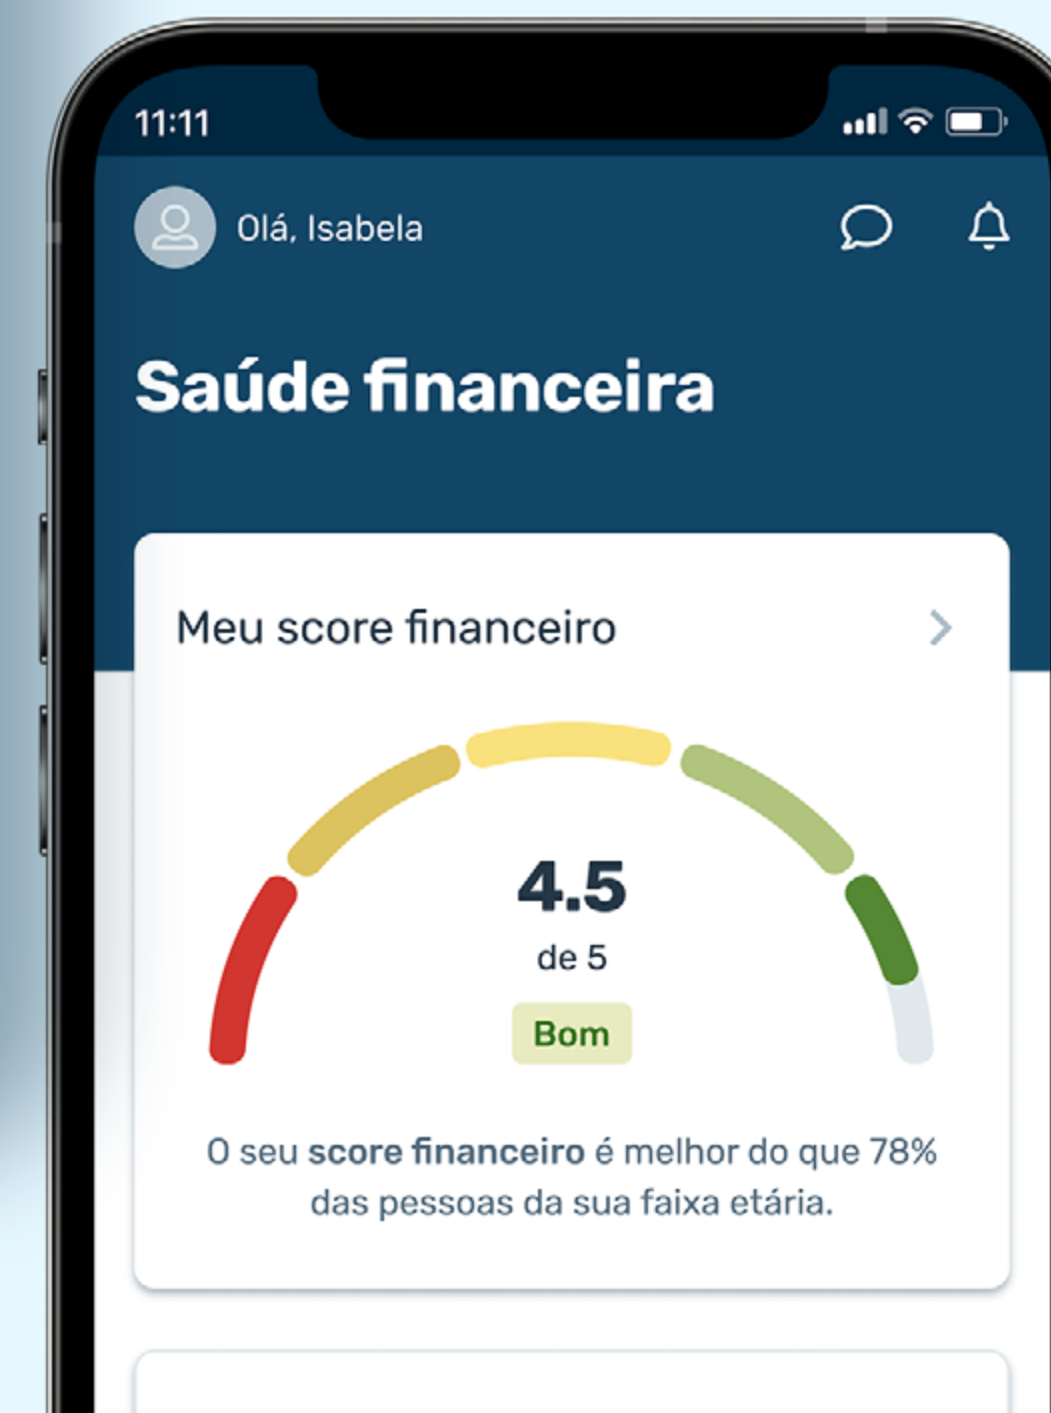 11:11
Olá, Isabela
Saúde financeira
Meu score financeiro
4.5
de 5
Bom
O seu score financeiro é melhor do que 78%
das pessoas da sua faixa etária.